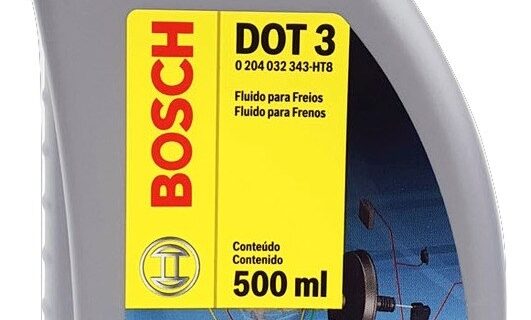 BOSCH
DOT 3
0 204 032 343-HT8
Fluido para Freios
Fluido para Frenos
Conteúdo
Contenido
500 ml